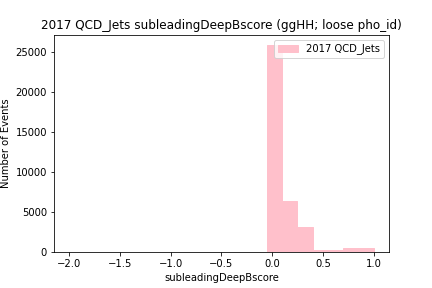 2017 QCD_Jets subleadingDeepBscore (ggHH; loose pho_id)
2017 QCD_Jets
Number of Events
25000
20000
15000
10000
5000
0
−2.0 −1.5 −1.0 −0.5 0.0 0.5 1.0
subleadingDeepBscore